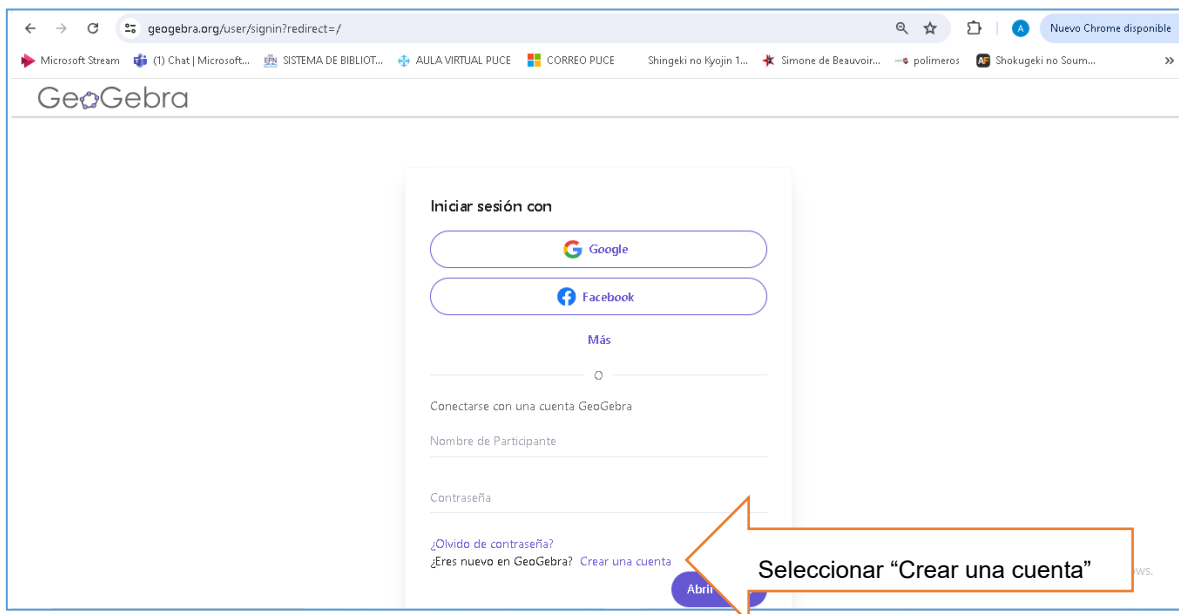 geogebra.org/user/signin?redirect=/
A
Nuevo Chrome disponible
Microsoft Stream
(1) Chat | Microsoft...
SISTEMA DE BIBLIOT...
AULA VIRTUAL PUCE
CORREO PUCE
Shingeki no Kyojin 1...
Simone de Beauvoir...
polimeros
Shokugeki no Soum...
»
GeoGebra
Iniciar sesión con
Google
Facebook
Más
O
Conectarse con una cuenta GeoGebra
Nombre de Participante
Contraseña
¿Olvido de contraseña?
¿Eres nuevo en GeoGebra? Crear una cuenta
Seleccionar “Crear una cuenta”